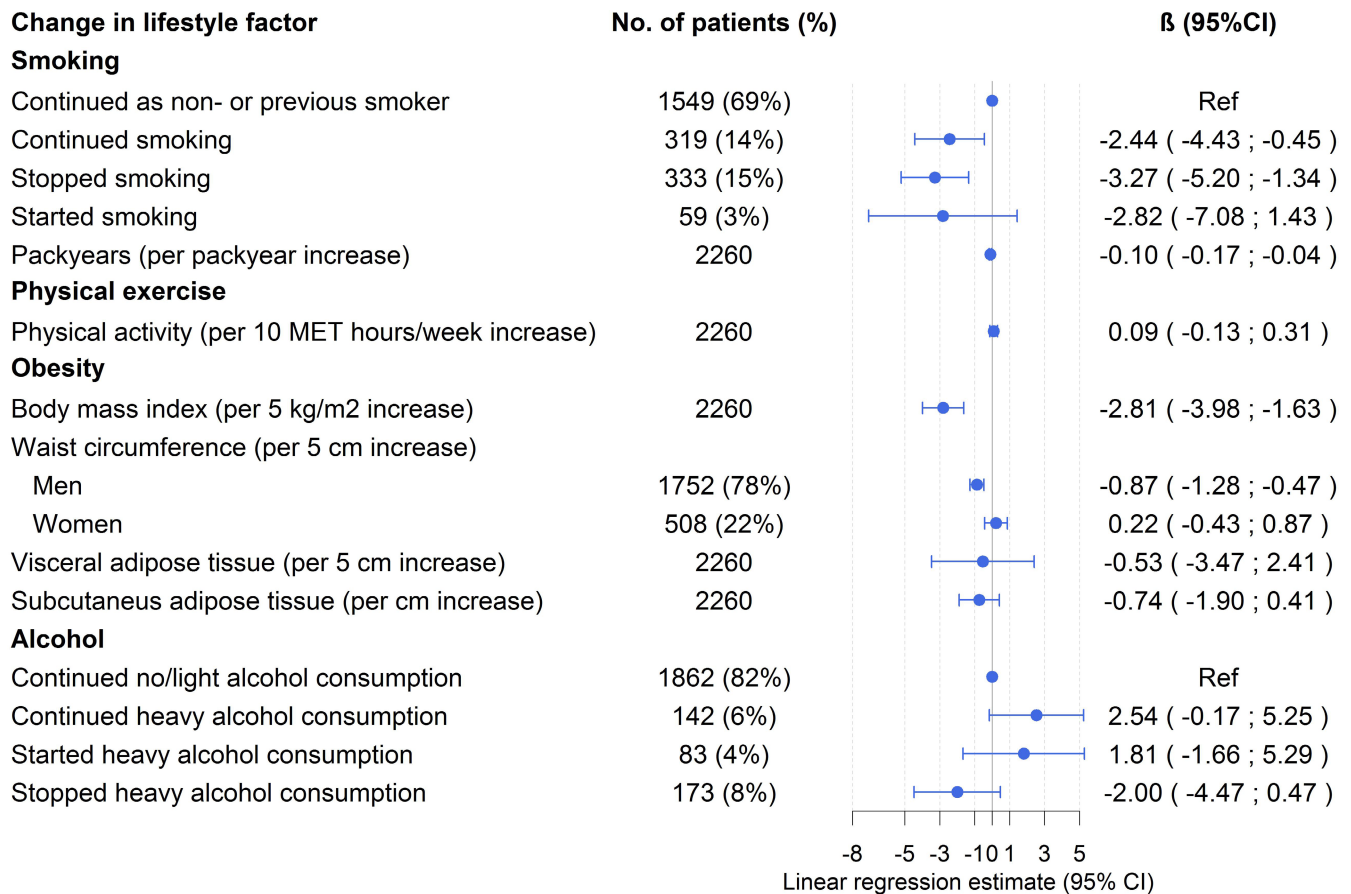 Change in lifestyle factor No. of patients (%) ß (95%CI)
Smoking
Continued as non- or previous smoker 1549 (69%) Ref
Continued smoking 319 (14%) -2.44 ( -4.43 ; -0.45 )
Stopped smoking 333 (15%) -3.27 ( -5.20 ; -1.34 )
Started smoking 59 (3%) -2.82 ( -7.08 ; 1.43 )
Packyears (per packyear increase) 2260 -0.10 ( -0.17 ; -0.04 )
Physical exercise
Physical activity (per 10 MET hours/week increase) 2260 0.09 ( -0.13 ; 0.31 )
Obesity
Body mass index (per 5 kg/m2 increase) 2260 -2.81 ( -3.98 ; -1.63 )
Waist circumference (per 5 cm increase)
Men 1752 (78%) -0.87 ( -1.28 ; -0.47 )
Women 508 (22%) 0.22 ( -0.43 ; 0.87 )
Visceral adipose tissue (per 5 cm increase) 2260 -0.53 ( -3.47 ; 2.41 )
Subcutaneus adipose tissue (per cm increase) 2260 -0.74 ( -1.90 ; 0.41 )
Alcohol
Continued no/light alcohol consumption 1862 (82%) Ref
Continued heavy alcohol consumption 142 (6%) 2.54 ( -0.17 ; 5.25 )
Started heavy alcohol consumption 83 (4%) 1.81 ( -1.66 ; 5.29 )
Stopped heavy alcohol consumption 173 (8%) -2.00 ( -4.47 ; 0.47 )
-8 -5 -3 -1 0 1 3 5
Linear regression estimate (95% CI)